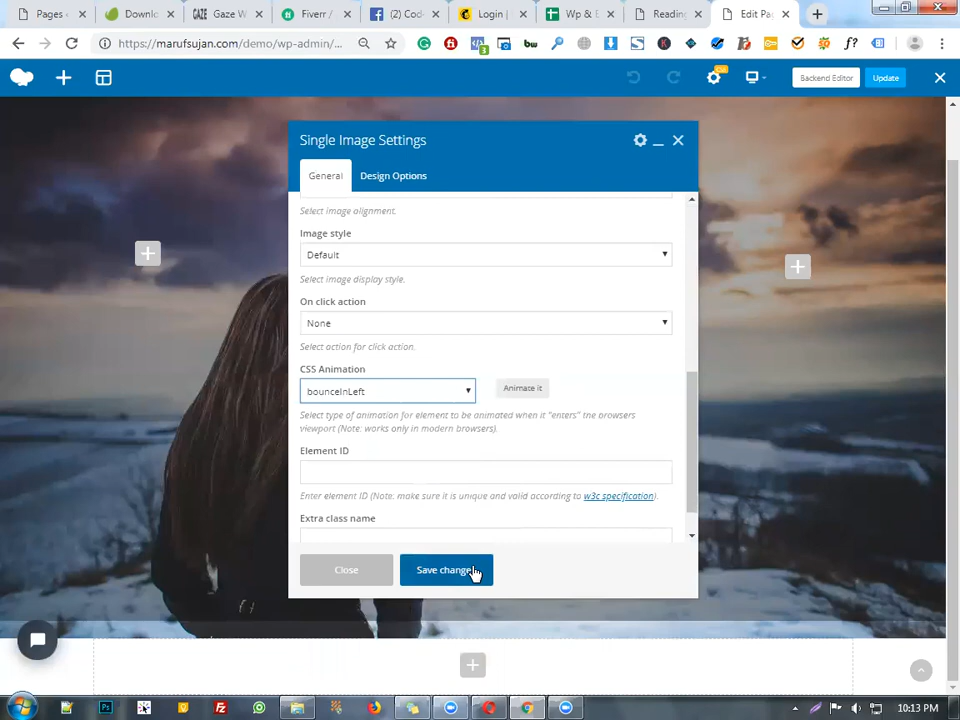 Pages
Downl
GAZE Gaze W
Fiverr /
(2) Co
Login |
Wp & E
Reading
Edit Pa
https://marufsujan.com/demo/wp-admin/...
bw
f?
Backend Editor
Update
Single Image Settings
General
Design Options
Select image alignment.
Image style
Default
Select image display style.
On click action
None
Select action for click action.
CSS Animation
bounceInLeft
Animate it
Select type of animation for element to be animated when it "enters" the browsers
viewport (Note: works only in modern browsers).
Element ID
Enter element ID (Note: make sure it is unique and valid according to w3c specification).
Extra class name
Close
Save change
10:13 PM